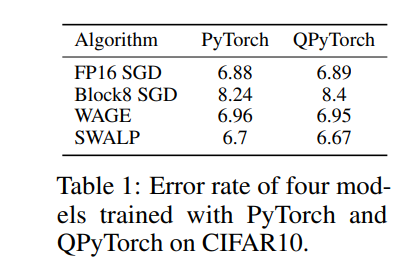 Algorithm PyTorch QPyTorch
FP16 SGD 6.88 6.89
Block8 SGD 8.24 8.4
WAGE 6.96 6.95
SWALP 6.7 6.67
Table 1: Error rate of four mod-
els trained with PyTorch and
QPyTorch on CIFAR10.